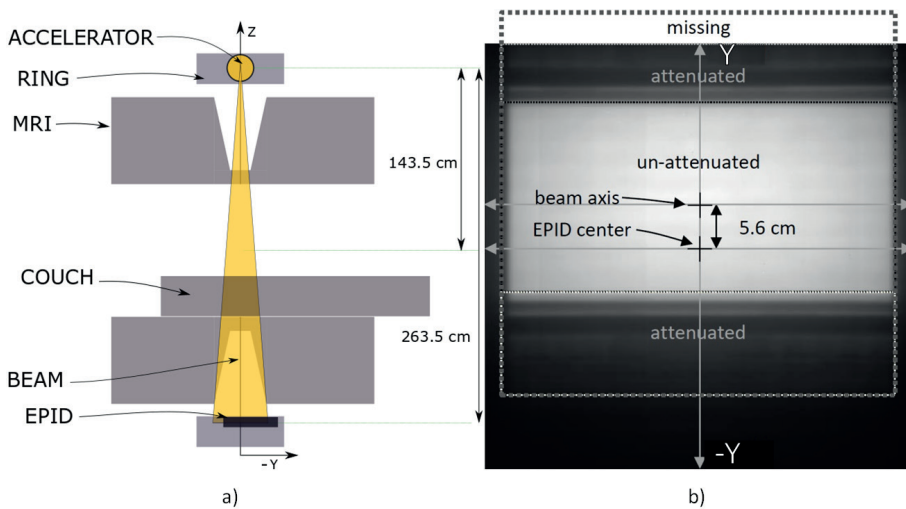 ACCELERATOR
Z
RING
MRI
143.5 cm
COUCH
263.5 cm
BEAM
EPID
-Y
a)
missing
Y
attenuated
un-attenuated
beam axis
EPID center
5.6 cm
attenuated
-Y
b)